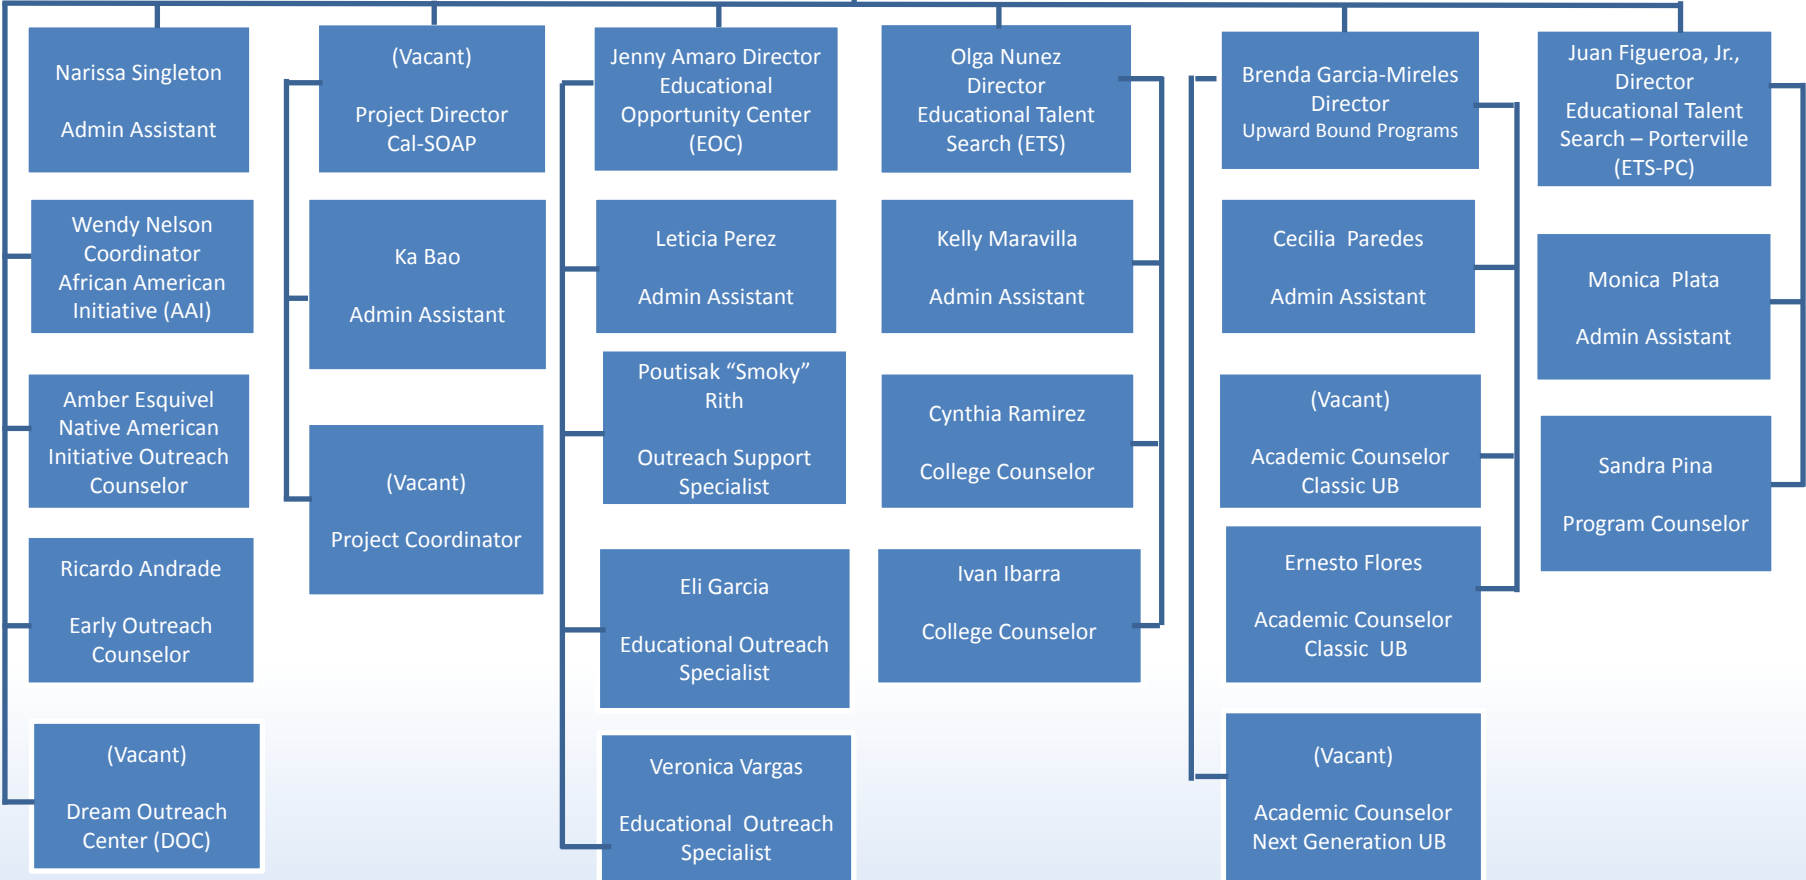 Narissa Singleton
Admin Assistant
Wendy Nelson
Coordinator
African American
Initiative (AAI)
Amber Esquivel
Native American
Initiative Outreach
Counselor
Ricardo Andrade
Early Outreach
Counselor
(Vacant)
Dream Outreach
Center (DOC)
(Vacant)
Project Director
Cal-SOAP
Ka Bao
Admin Assistant
(Vacant)
Project Coordinator
Jenny Amaro Director
Educational
Opportunity Center
(EOC)
Leticia Perez
Admin Assistant
Poutisak “Smoky”
Rith
Outreach Support
Specialist
Eli Garcia
Educational Outreach
Specialist
Veronica Vargas
Educational Outreach
Specialist
Olga Nunez
Director
Educational Talent
Search (ETS)
Kelly Maravilla
Admin Assistant
Cynthia Ramirez
College Counselor
Ivan Ibarra
College Counselor
Brenda Garcia-Mireles
Director
Upward Bound Programs
Cecilia Paredes
Admin Assistant
(Vacant)
Academic Counselor
Classic UB
Ernesto Flores
Academic Counselor
Classic UB
(Vacant)
Academic Counselor
Next Generation UB
Juan Figueroa, Jr.,
Director
Educational Talent
Search – Porterville
(ETS-PC)
Monica Plata
Admin Assistant
Sandra Pina
Program Counselor